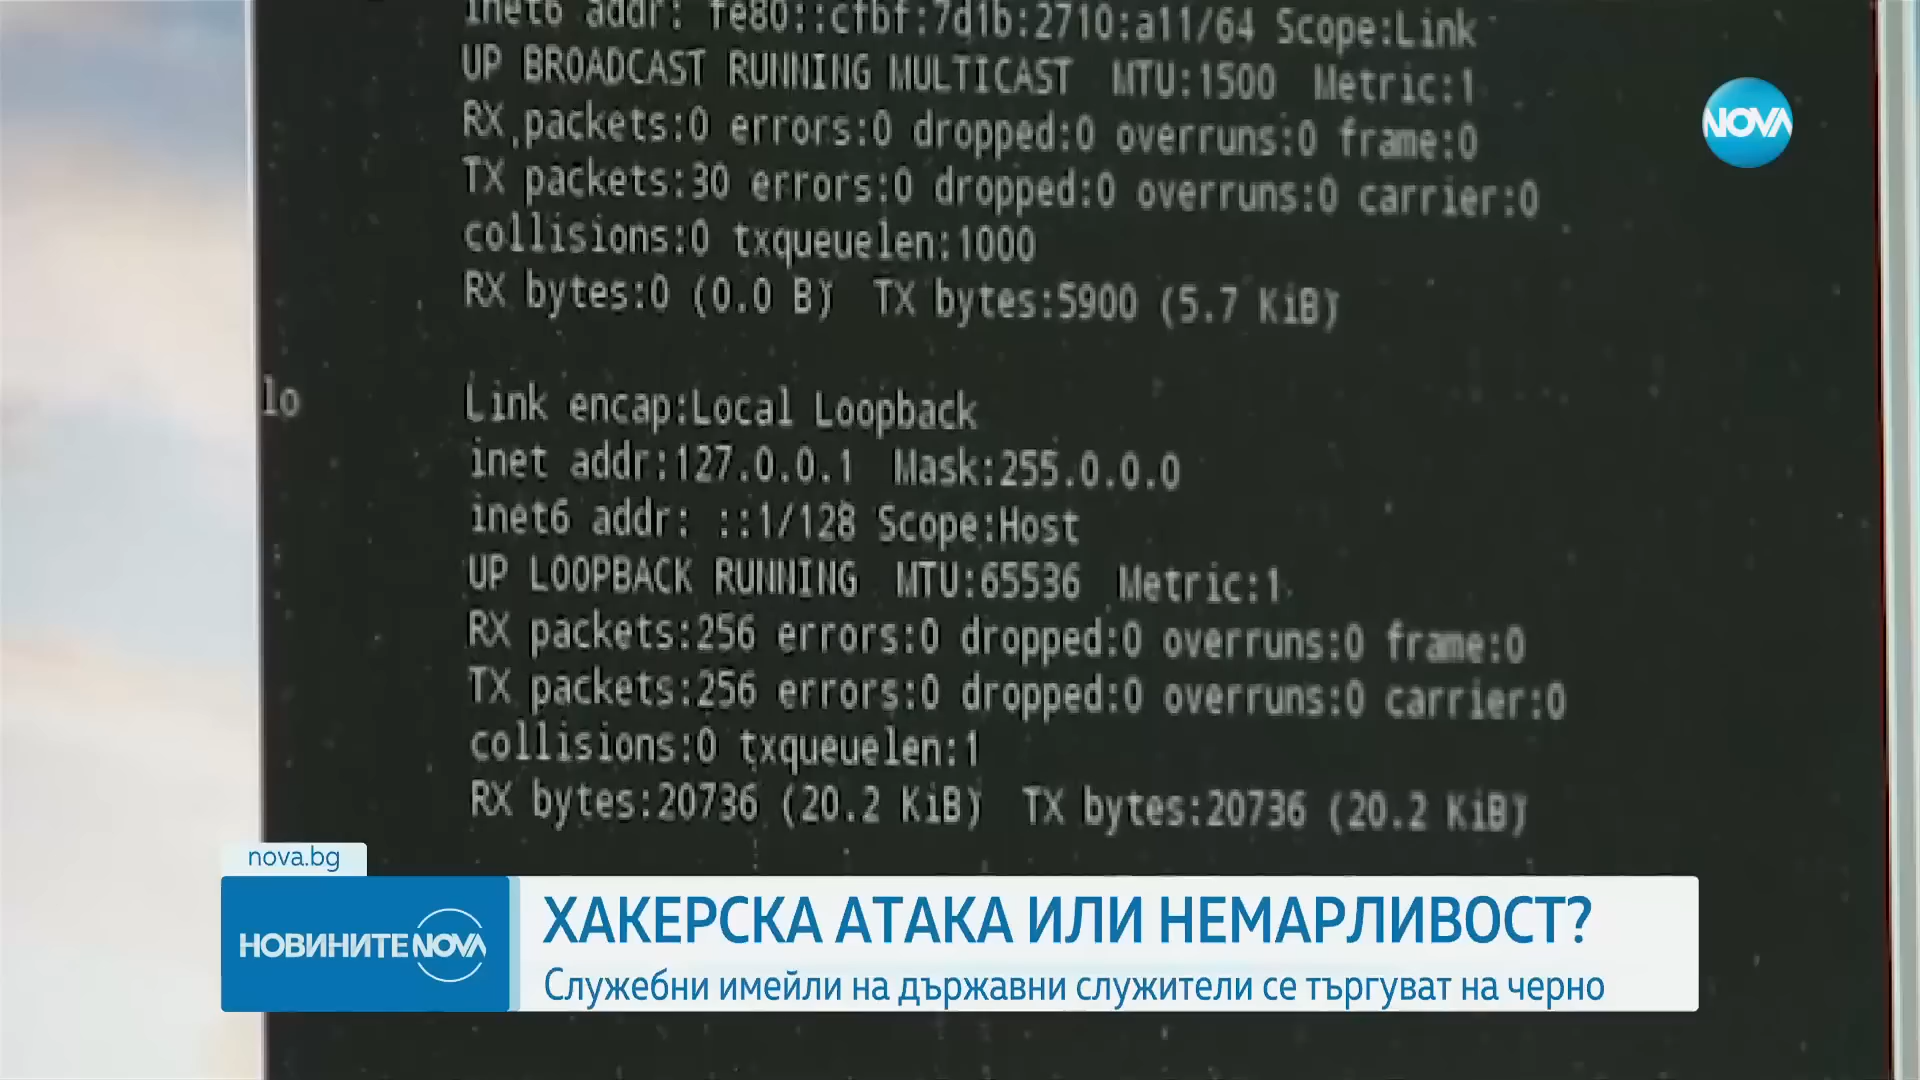 inet6 addr: fe80::cfbf:7d1b:2710:a11/64 Scope:Link
UP BROADCAST RUNNING MULTICAST MTU:1500 Metric:1
RX packets:0 errors:0 dropped:0 overruns:0 frame:0
TX packets:30 errors:0 dropped:0 overruns:0 carrier:0
collisions:0 txqueuelen:1000
RX bytes:0 (0.0 B) TX bytes:5900 (5.7 KiB)
lo Link encap:Local Loopback
inet addr:127.0.0.1 Mask:255.0.0.0
inet6 addr: ::1/128 Scope:Host
UP LOOPBACK RUNNING MTU:65536 Metric:1
RX packets:256 errors:0 dropped:0 overruns:0 frame:0
TX packets:256 errors:0 dropped:0 overruns:0 carrier:0
collisions:0 txqueuelen:1
RX bytes:20736 (20.2 KiB) TX bytes:20736 (20.2 KiB)
NOVA
nova.bg
НОВИНИТЕ NOVA
ХАКЕРСКА АТАКА ИЛИ НЕМАРЛИВОСТ?
Служебни имейли на държавни служители се търгуват на черно